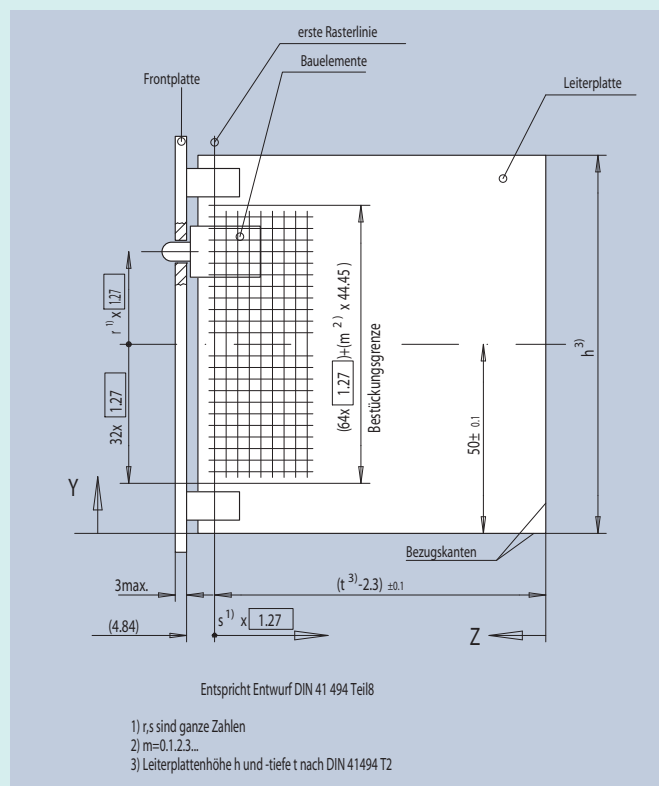 erste Rasterlinie
Bauelemente
Frontplatte
Leiterplatte
r 1) x 1.27
32x 1.27
(64x 1.27 )+(m 2) x 44.45)
Bestückungsgrenze
50± 0.1
h 3)
Y
Bezugskanten
3max.
(t 3)-2.3) ±0.1
(4.84)
s 1) x 1.27
Z
Entspricht Entwurf DIN 41 494 Teil8
1) r,s sind ganze Zahlen
2) m=0.1.2.3...
3) Leiterplattenhöhe h und -tiefe t nach DIN 41494 T2